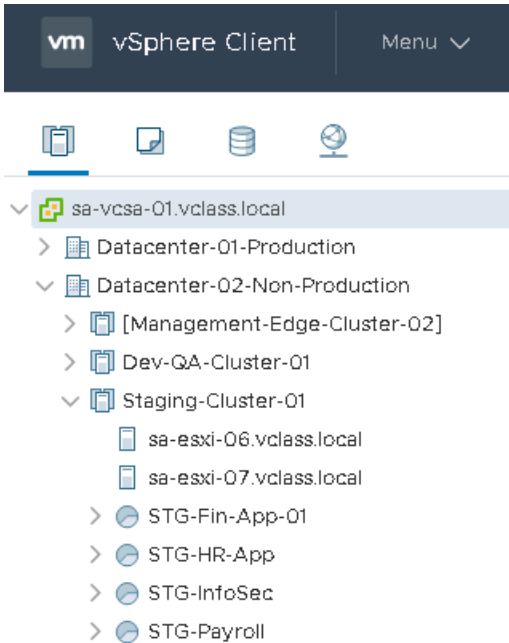 vm vSphere Client Menu
sa-vcsa-01.vclass.local
Datacenter-01-Production
Datacenter-02-Non-Production
[Management-Edge-Cluster-02]
Dev-QA-Cluster-01
Staging-Cluster-01
sa-esxi-06.vclass.local
sa-esxi-07.vclass.local
STG-Fin-App-01
STG-HR-App
STG-InfoSec
STG-Payroll